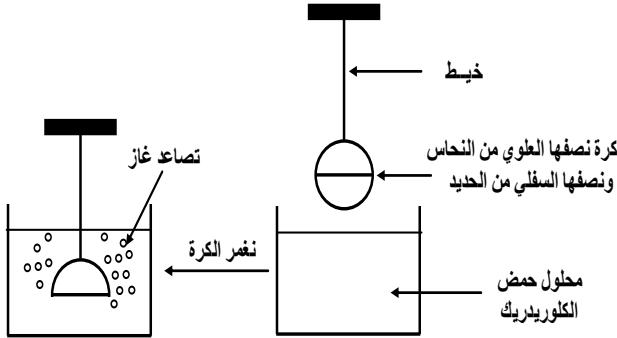 خيـط
كرة نصفها العلوي من النحاس
ونصفها السفلي من الحديد
تصاعد غاز
نغمر الكرة
محلول حمض
الكلوريدريك